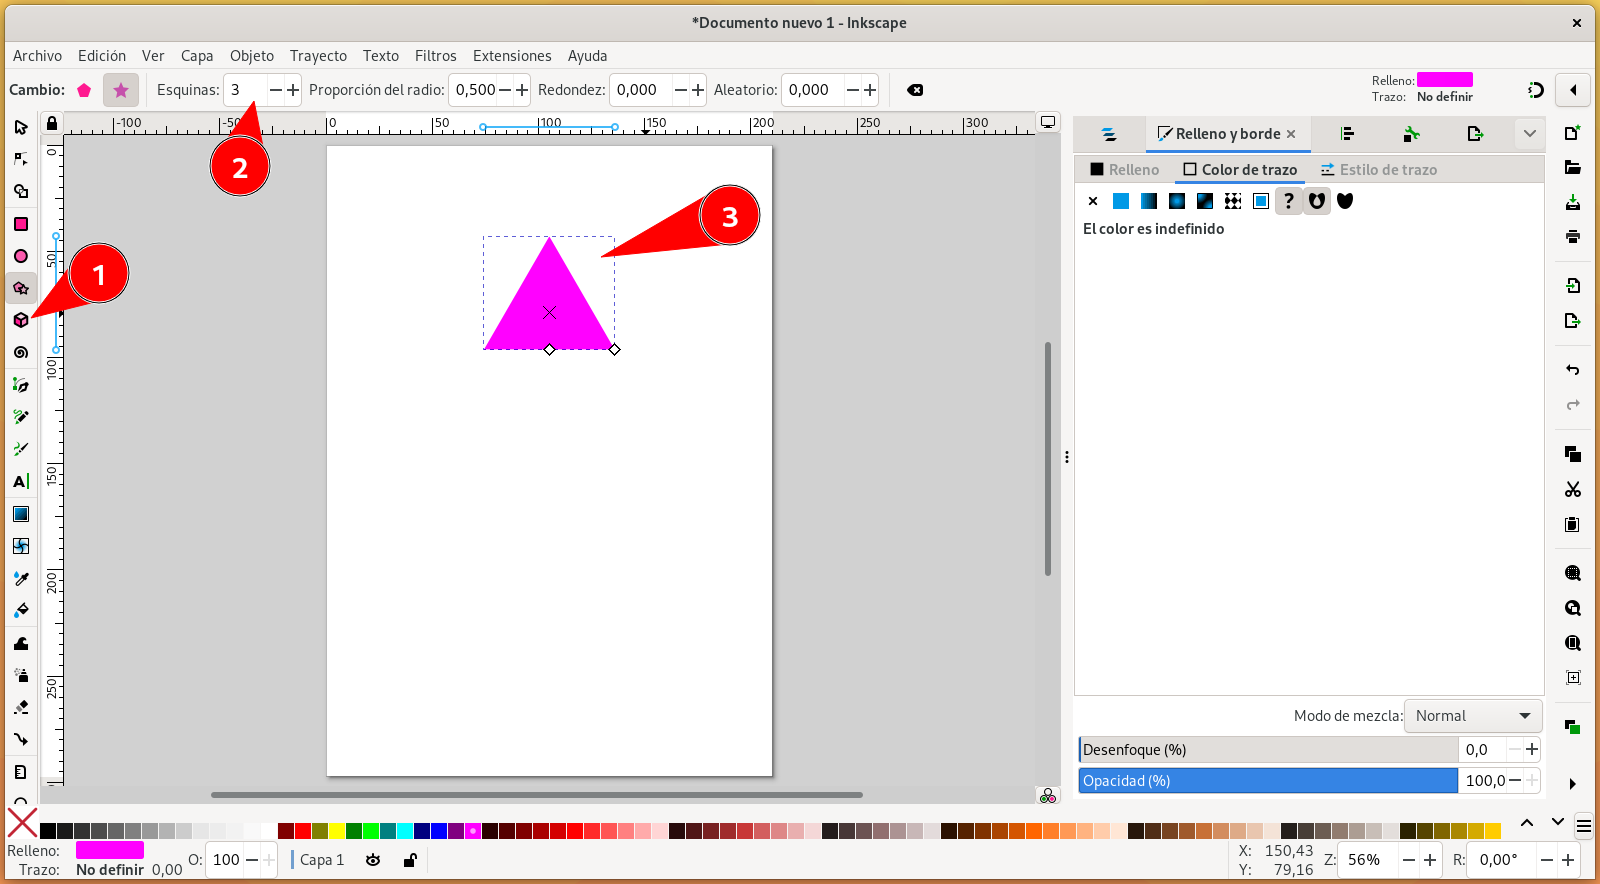 *Documento nuevo 1 - Inkscape
Archivo Edición Ver Capa Objeto Trayecto Texto Filtros Extensiones Ayuda
Cambio: Esquinas: 3 Proporción del radio: 0,500 Redondez: 0,000 Aleatorio: 0,000
Relleno:
Trazo: No definir
-100 0 50 100 150 200 250 300
Relleno y borde
Relleno Color de trazo Estilo de trazo
El color es indefinido
0
50
100
150
200
250
1
2
3
Modo de mezcla: Normal
Desenfoque (%) 0,0
Opacidad (%) 100,0
Relleno:
Trazo: No definir 0,00
O: 100
Capa 1
X: 150,43
Y: 79,16
Z: 56%
R: 0,00°